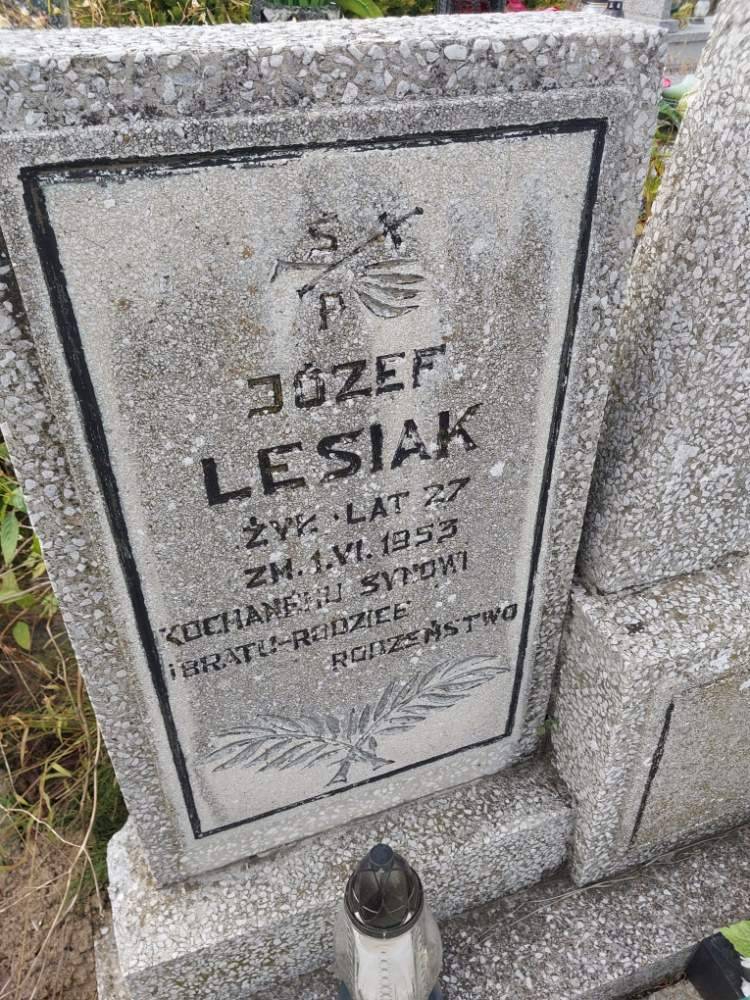 Ś K
P
JÓZEF
LESIAK
ŻYŁ LAT 27
ZM. 1.VI.1953
KOCHANEMU SYNOWI
i BRATU-RODZICE
RODZEŃSTWO